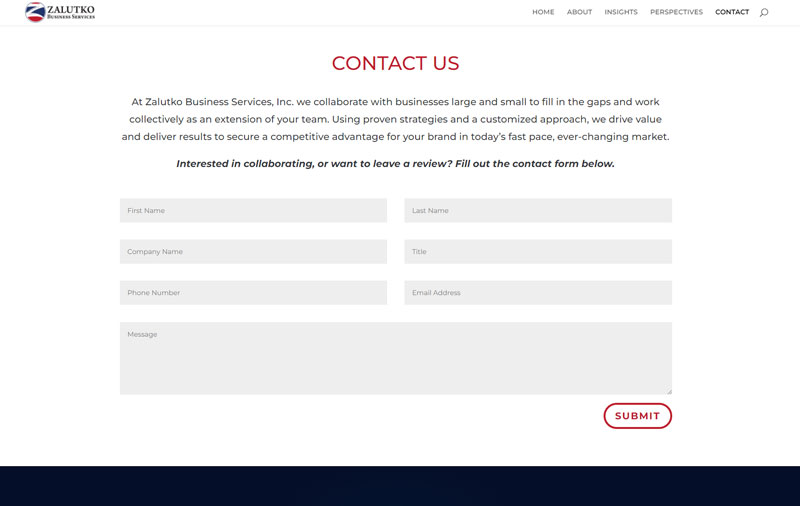 ZALUTKO
BUSINESS SERVICES
HOME ABOUT INSIGHTS PERSPECTIVES CONTACT
CONTACT US
At Zalutko Business Services, Inc. we collaborate with businesses large and small to fill in the gaps and work
collectively as an extension of your team. Using proven strategies and a customized approach, we drive value
and deliver results to secure a competitive advantage for your brand in today's fast pace, ever-changing market.
Interested in collaborating, or want to leave a review? Fill out the contact form below.
First Name Last Name
Company Name Title
Phone Number Email Address
Message
SUBMIT